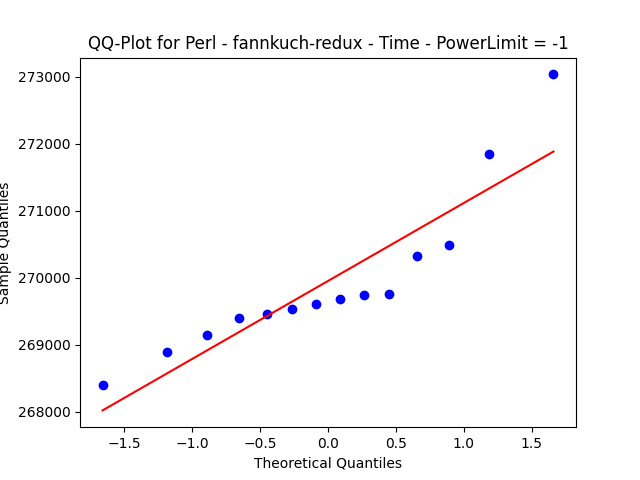 QQ-Plot for Perl - fannkuch-redux - Time - PowerLimit = -1
273000
272000
271000
270000
269000
268000
Sample Quantiles
−1.5 −1.0 −0.5 0.0 0.5 1.0 1.5
Theoretical Quantiles